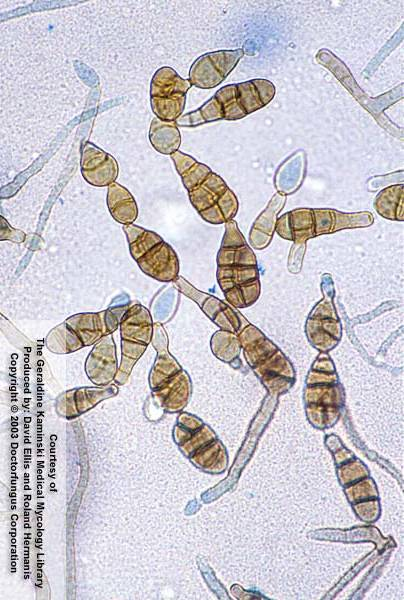 Courtesy of
The Geraldine Kaminski Medical Mycology Library
Produced by: David Ellis and Roland Hermanis
Copyright © 2003 Doctorfungus Corporation